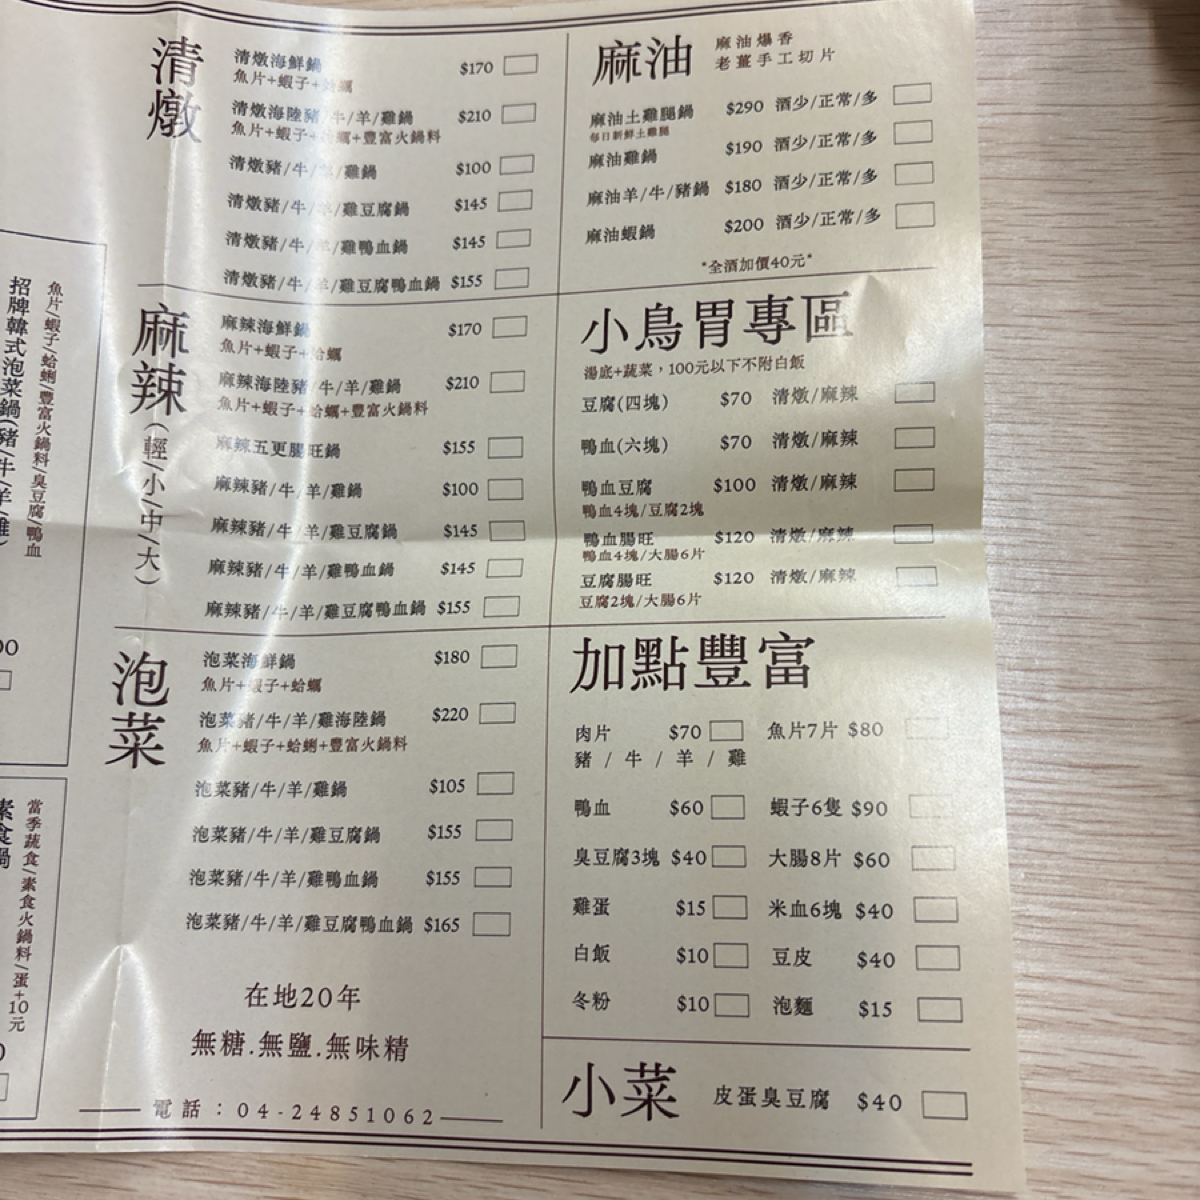 招牌韓式泡菜鍋(豬/牛/羊/雞)
魚片/蝦子/蛤蜊/豐富火鍋料/臭豆腐/鴨血
素食鍋
當季蔬食/素食火鍋料/蛋+10元
清燉
清燉海鮮鍋 $170
魚片+蝦子+蛤蠣
清燉海陸豬/牛/羊/雞鍋 $210
魚片+蝦子+蛤蠣+豐富火鍋料
清燉豬/牛/羊/雞鍋 $100
清燉豬/牛/羊/雞豆腐鍋 $145
清燉豬/牛/羊/雞鴨血鍋 $145
清燉豬/牛/羊/雞豆腐鴨血鍋 $155
麻辣(輕/小/中/大)
麻辣海鮮鍋 $170
魚片+蝦子+蛤蠣
麻辣海陸豬/牛/羊/雞鍋 $210
魚片+蝦子+蛤蠣+豐富火鍋料
麻辣五更腸旺鍋 $155
麻辣豬/牛/羊/雞鍋 $100
麻辣豬/牛/羊/雞豆腐鍋 $145
麻辣豬/牛/羊/雞鴨血鍋 $145
麻辣豬/牛/羊/雞豆腐鴨血鍋 $155
泡菜
泡菜海鮮鍋 $180
魚片+蝦子+蛤蠣
泡菜豬/牛/羊/雞海陸鍋 $220
魚片+蝦子+蛤蜊+豐富火鍋料
泡菜豬/牛/羊/雞鍋 $105
泡菜豬/牛/羊/雞豆腐鍋 $155
泡菜豬/牛/羊/雞鴨血鍋 $155
泡菜豬/牛/羊/雞豆腐鴨血鍋 $165
在地20年
無糖.無鹽.無味精
電話：04-24851062
麻油
麻油爆香
老薑手工切片
麻油土雞腿鍋 $290 酒少/正常/多
每日新鮮土雞腿
麻油雞鍋 $190 酒少/正常/多
麻油羊/牛/豬鍋 $180 酒少/正常/多
麻油蝦鍋 $200 酒少/正常/多
*全酒加價40元*
小鳥胃專區
湯底+蔬菜，100元以下不附白飯
豆腐(四塊) $70 清燉/麻辣
鴨血(六塊) $70 清燉/麻辣
鴨血豆腐 $100 清燉/麻辣
鴨血4塊/豆腐2塊
鴨血腸旺 $120 清燉/麻辣
鴨血4塊/大腸6片
豆腐腸旺 $120 清燉/麻辣
豆腐2塊/大腸6片
加點豐富
肉片 $70 魚片7片 $80
豬 / 牛 / 羊 / 雞
鴨血 $60 蝦子6隻 $90
臭豆腐3塊 $40 大腸8片 $60
雞蛋 $15 米血6塊 $40
白飯 $10 豆皮 $40
冬粉 $10 泡麵 $15
小菜 皮蛋臭豆腐 $40